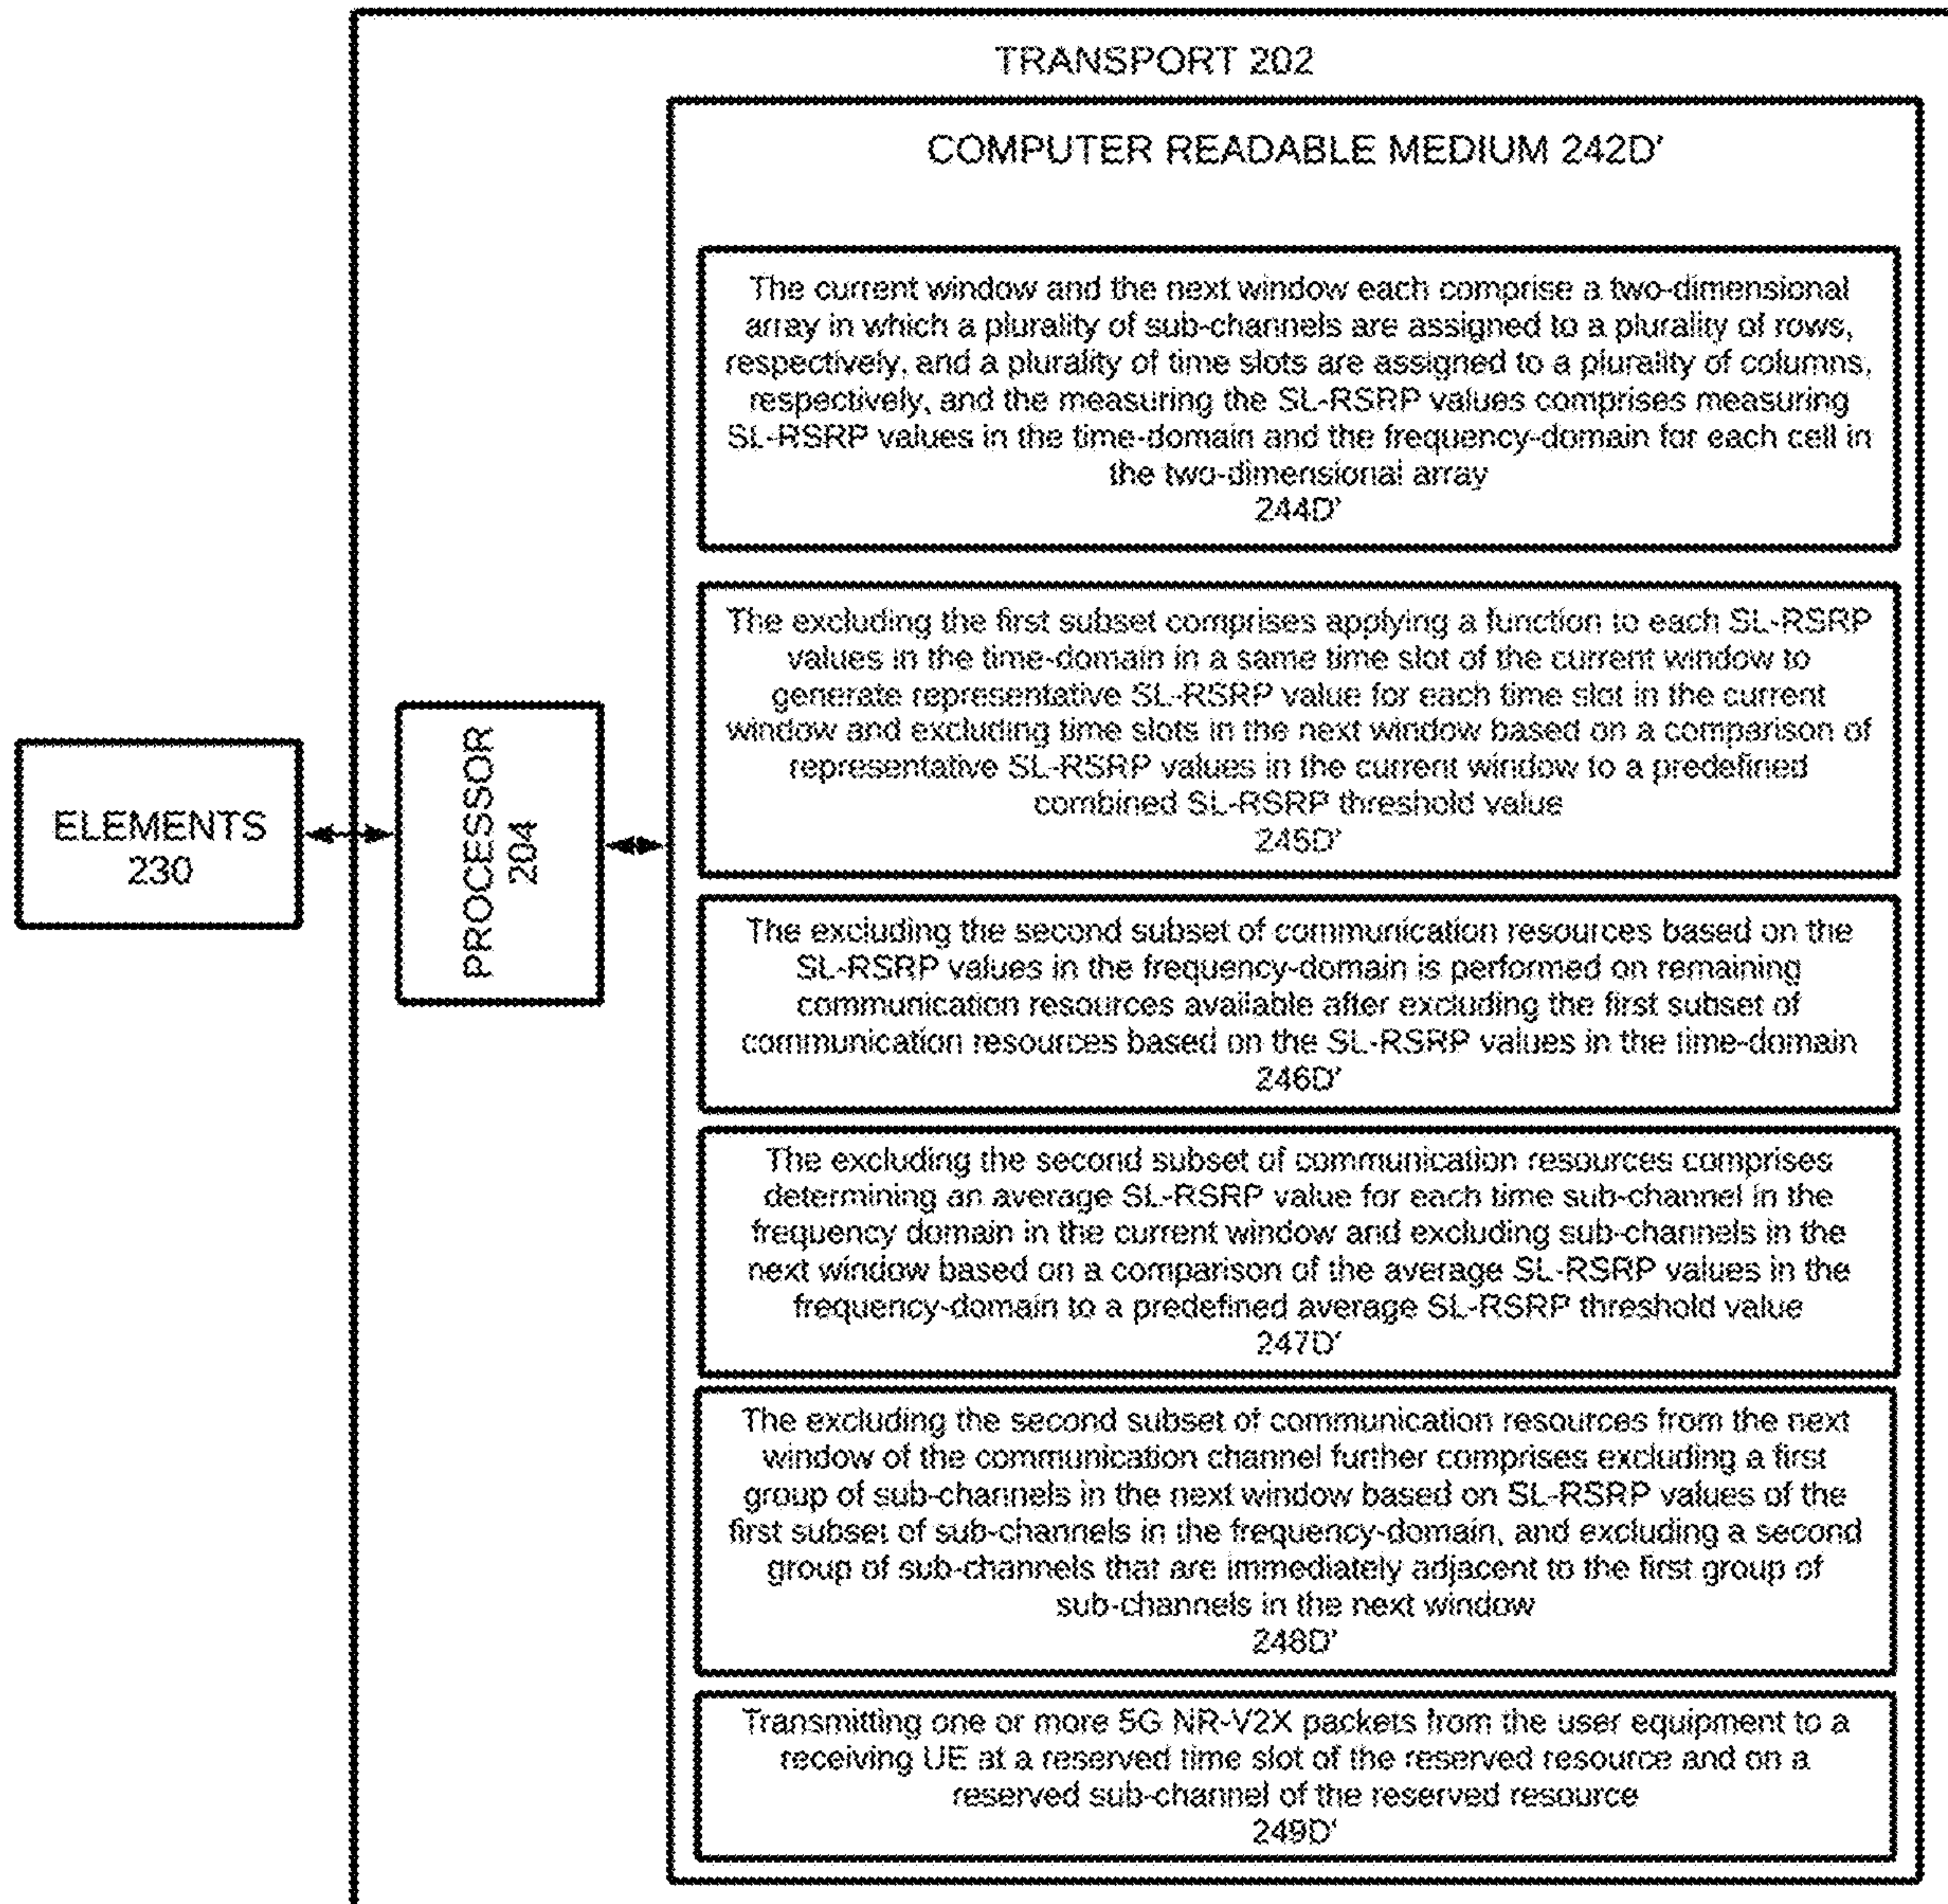 TRANSPORT 202
COMPUTER READABLE MEDIUM 242D'
The current window and the next window each comprise a two-dimensional
array in which a plurality of sub-channels are assigned to a plurality of rows,
respectively, and a plurality of time slots are assigned to a plurality of columns,
respectively, and the measuring the SL-RSRP values comprises measuring
SL-RSRP values in the time-domain and the frequency-domain for each cell in
the two-dimensional array
244D'
The excluding the first subset comprises applying a function to each SL-RSRP
values in the time-domain in a same time slot of the current window to
generate representative SL-RSRP value for each time slot in the current
window and excluding time slots in the next window based on a comparison of
representative SL-RSRP values in the current window to a predefined
combined SL-RSRP threshold value
245D'
ELEMENTS
230
PROCESSOR
204
The excluding the second subset of communication resources based on the
SL-RSRP values in the frequency-domain is performed on remaining
communication resources available after excluding the first subset of
communication resources based on the SL-RSRP values in the time-domain
246D'
The excluding the second subset of communication resources comprises
determining an average SL-RSRP value for each time sub-channel in the
frequency domain in the current window and excluding sub-channels in the
next window based on a comparison of the average SL-RSRP values in the
frequency-domain to a predefined average SL-RSRP threshold value
247D'
The excluding the second subset of communication resources from the next
window of the communication channel further comprises excluding a first
group of sub-channels in the next window based on SL-RSRP values of the
first subset of sub-channels in the frequency-domain, and excluding a second
group of sub-channels that are immediately adjacent to the first group of
sub-channels in the next window
248D'
Transmitting one or more 5G NR-V2X packets from the user equipment to a
receiving UE at a reserved time slot of the reserved resource and on a
reserved sub-channel of the reserved resource
249D'